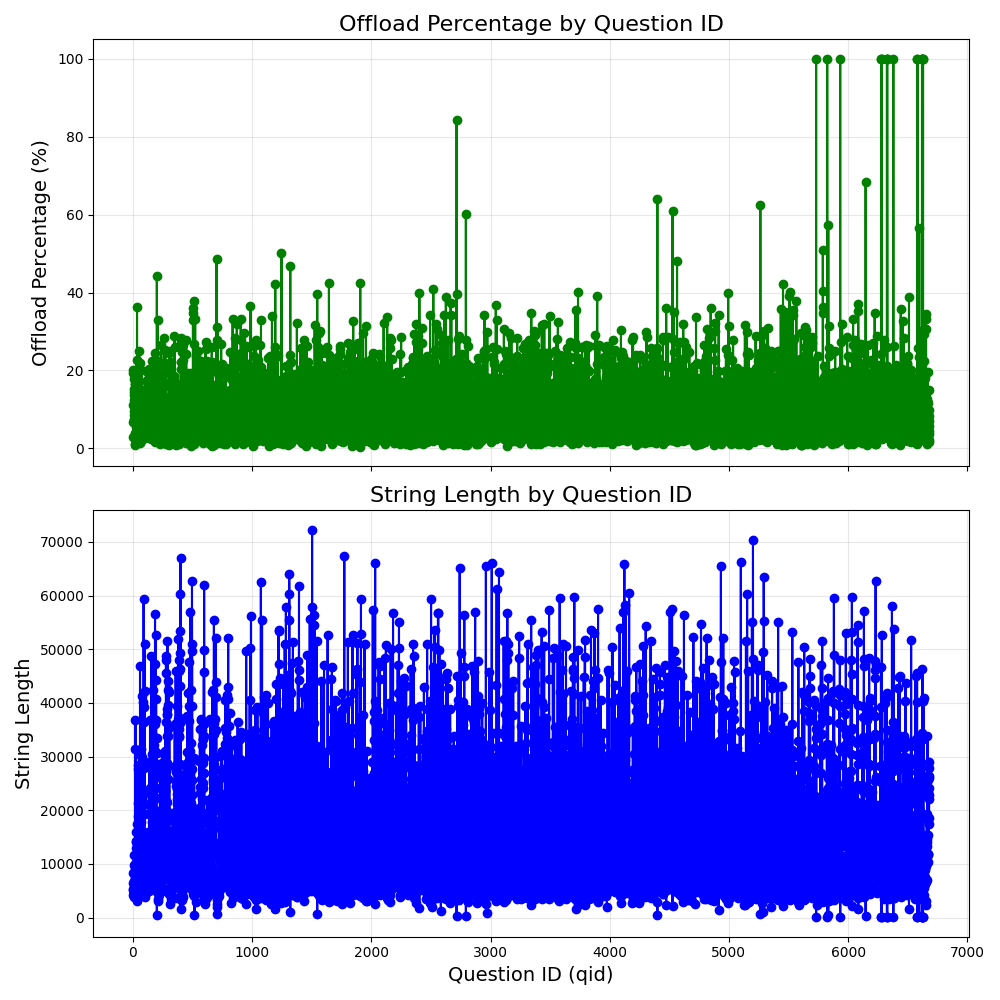 Offload Percentage by Question ID
Offload Percentage (%)
100
80
60
40
20
0
String Length by Question ID
String Length
70000
60000
50000
40000
30000
20000
10000
0
0 1000 2000 3000 4000 5000 6000 7000
Question ID (qid)